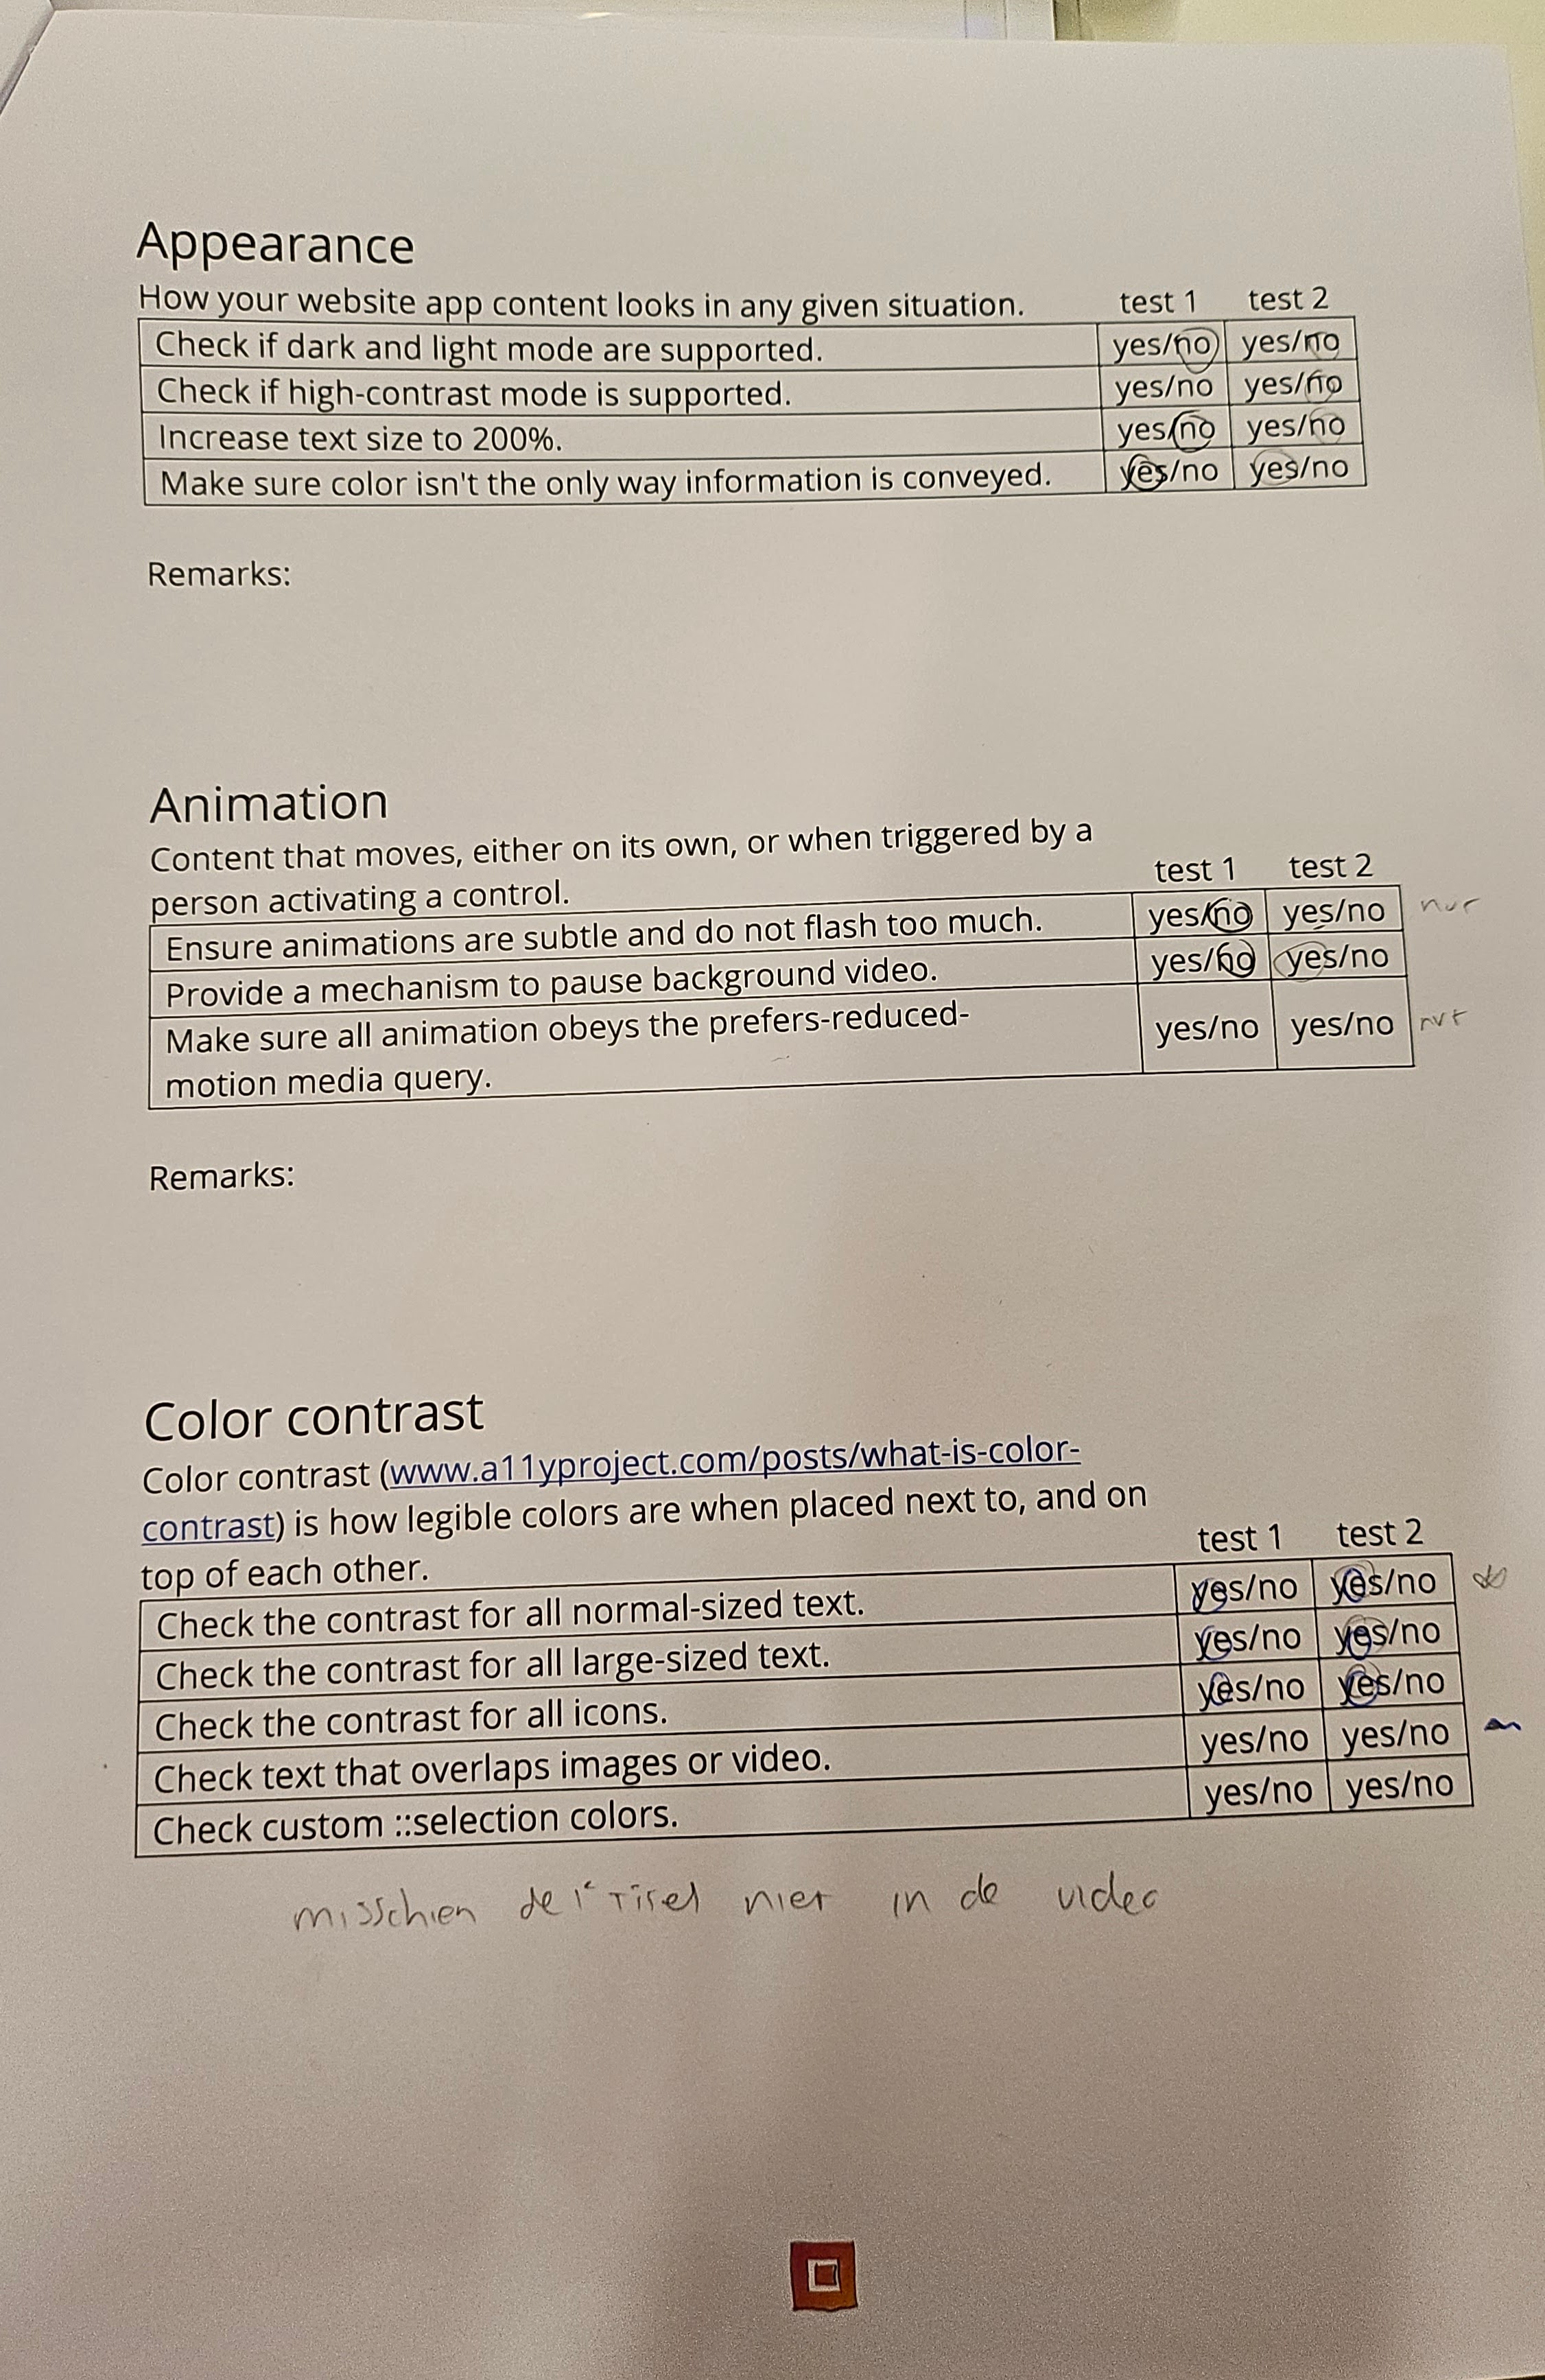 Appearance
How your website app content looks in any given situation. test 1 test 2
Check if dark and light mode are supported. yes/no yes/no
Check if high-contrast mode is supported. yes/no yes/no
Increase text size to 200%. yes/no yes/no
Make sure color isn't the only way information is conveyed. yes/no yes/no
Remarks:
Animation
Content that moves, either on its own, or when triggered by a
person activating a control. test 1 test 2
Ensure animations are subtle and do not flash too much. yes/no yes/no
Provide a mechanism to pause background video. yes/no yes/no
Make sure all animation obeys the prefers-reduced-
motion media query. yes/no yes/no nvt
Remarks:
Color contrast
Color contrast (www.a11yproject.com/posts/what-is-color-
contrast) is how legible colors are when placed next to, and on
top of each other. test 1 test 2
Check the contrast for all normal-sized text. yes/no yes/no
Check the contrast for all large-sized text. yes/no yes/no
Check the contrast for all icons. yes/no yes/no
Check text that overlaps images or video. yes/no yes/no
Check custom ::selection colors. yes/no yes/no
misschien de 1e titel niet in de video